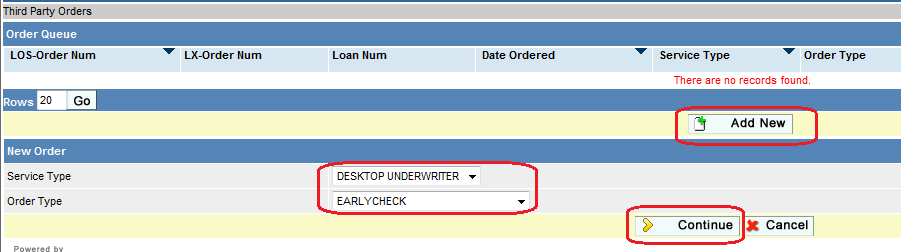 Third Party Orders
Order Queue
LOS-Order Num LX-Order Num Loan Num Date Ordered Service Type Order Type
There are no records found.
Rows 20 Go
Add New
New Order
Service Type DESKTOP UNDERWRITER
Order Type EARLYCHECK
Continue Cancel
Powered by